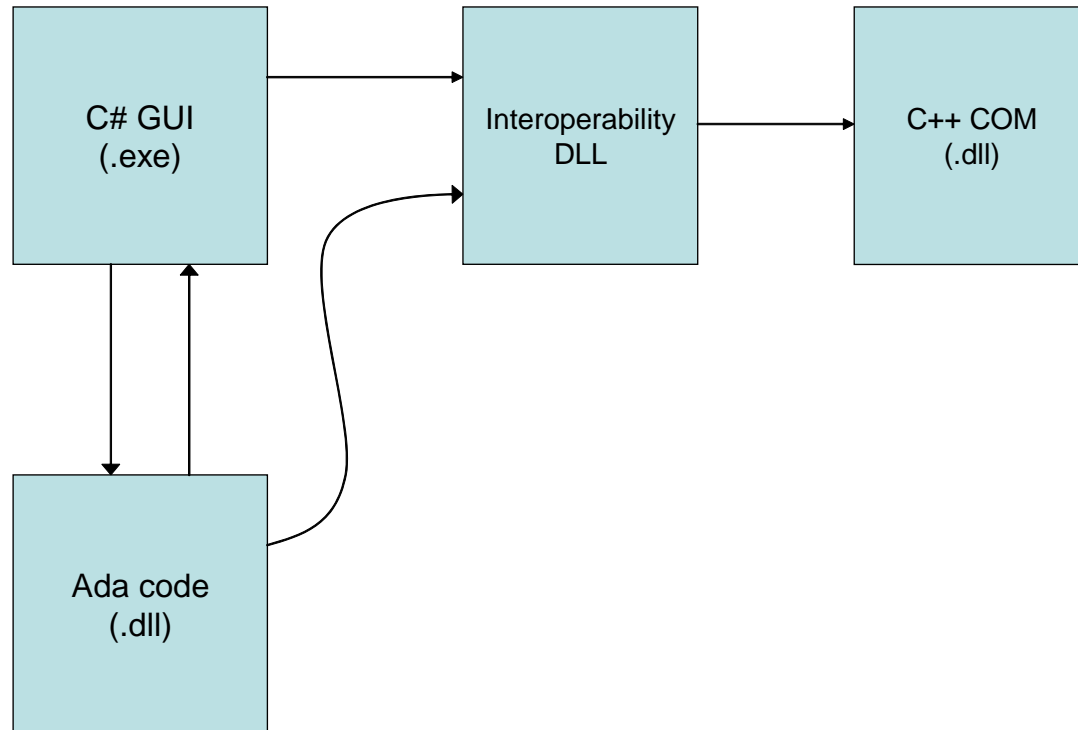 C# GUI
(.exe)
Interoperability
DLL
C++ COM
(.dll)
Ada code
(.dll)